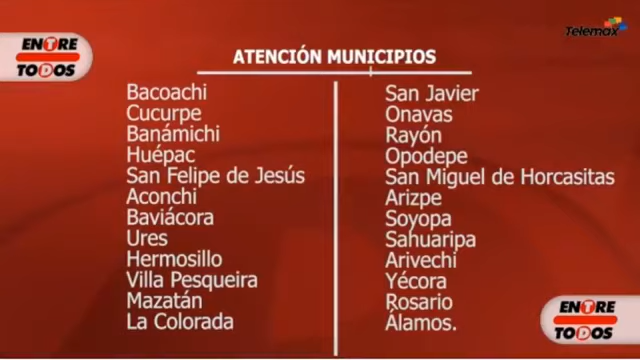 ENTRE
TODOS
Telemax
ATENCIÓN MUNICIPIOS
Bacoachi
Cucurpe
Banámichi
Huépac
San Felipe de Jesús
Aconchi
Baviácora
Ures
Hermosillo
Villa Pesqueira
Mazatán
La Colorada
San Javier
Onavas
Rayón
Opodepe
San Miguel de Horcasitas
Arizpe
Soyopa
Sahuaripa
Arivechi
Yécora
Rosario
Álamos.
ENTRE
TODOS